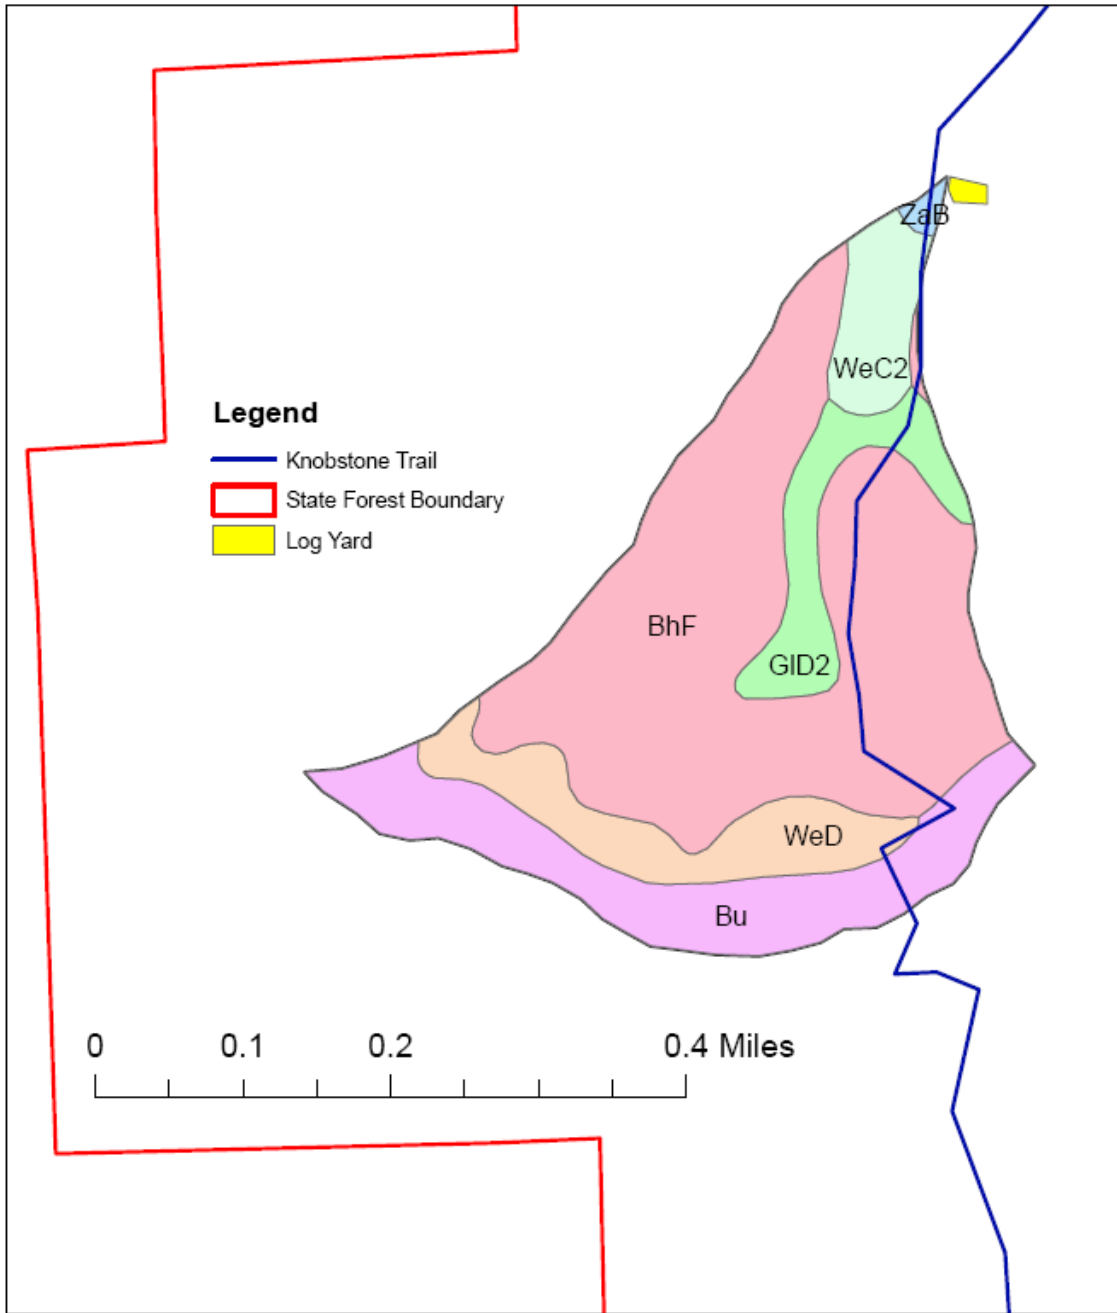 ZaB
WeC2
Legend
Knobstone Trail
State Forest Boundary
Log Yard
BhF
GID2
WeD
Bu
0 0.1 0.2 0.4 Miles